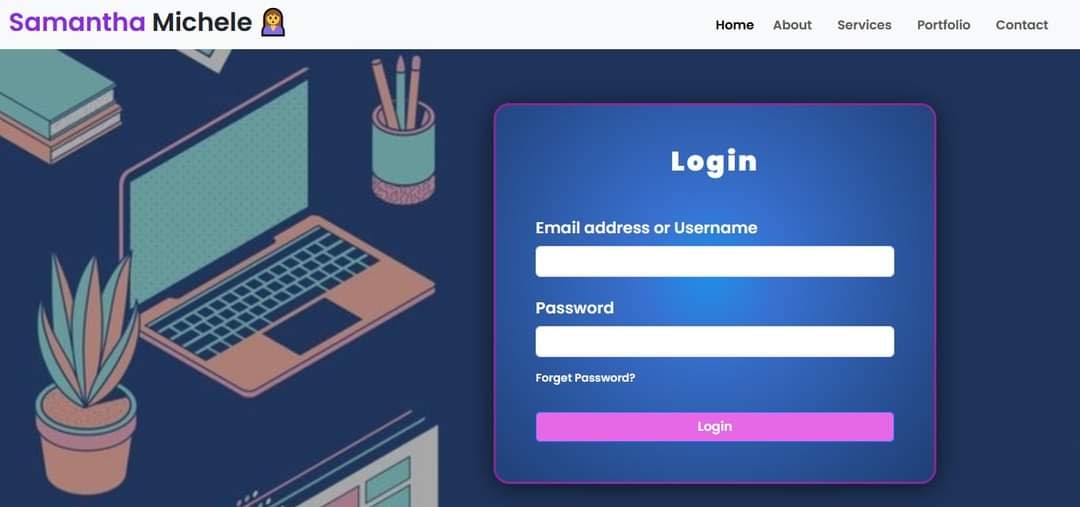 Samantha Michele 🙍‍♀️
Home About Services Portfolio Contact
Login
Email address or Username
Password
Forget Password?
Login